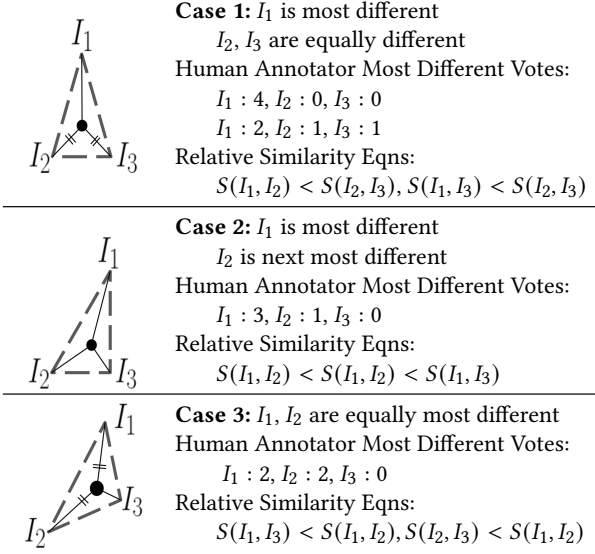 Case 1: I₁ is most different
I₂, I₃ are equally different
Human Annotator Most Different Votes:
I₁ : 4, I₂ : 0, I₃ : 0
I₁ : 2, I₂ : 1, I₃ : 1
Relative Similarity Eqns:
S(I₁, I₂) < S(I₂, I₃), S(I₁, I₃) < S(I₂, I₃)
I₁
I₂ I₃
Case 2: I₁ is most different
I₂ is next most different
Human Annotator Most Different Votes:
I₁ : 3, I₂ : 1, I₃ : 0
Relative Similarity Eqns:
S(I₁, I₂) < S(I₁, I₂) < S(I₁, I₃)
I₁
I₂ I₃
Case 3: I₁, I₂ are equally most different
Human Annotator Most Different Votes:
I₁ : 2, I₂ : 2, I₃ : 0
Relative Similarity Eqns:
S(I₁, I₃) < S(I₁, I₂), S(I₂, I₃) < S(I₁, I₂)
I₁
I₃
I₂